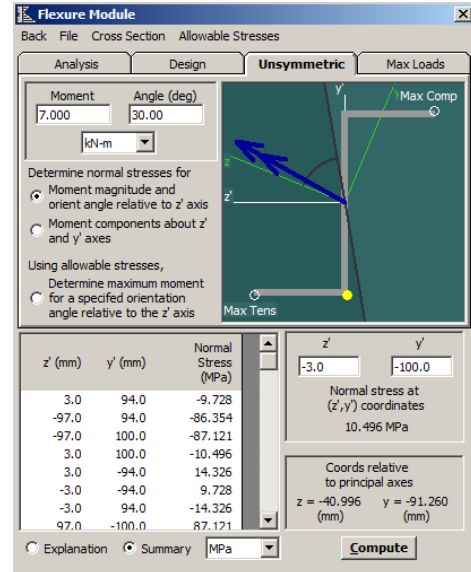 Flexure Module
Back File Cross Section Allowable Stresses
Analysis Design Unsymmetric Max Loads
Moment Angle (deg)
7.000 30.00
kN-m
Determine normal stresses for
Moment magnitude and
orient angle relative to z' axis
Moment components about z'
and y' axes
Using allowable stresses,
Determine maximum moment
for a specifed orientation
angle relative to the z' axis
y' y Max Comp
z
z'
Max Tens
z' (mm) y' (mm) Normal
Stress
(MPa)
3.0 94.0 -9.728
-97.0 94.0 -86.354
-97.0 100.0 -87.121
3.0 100.0 -10.496
3.0 -94.0 14.326
-3.0 -94.0 9.728
-3.0 94.0 -14.326
97.0 -100.0 87.121
z' y'
-3.0 -100.0
Normal stress at
(z',y') coordinates
10.496 MPa
Coords relative
to principal axes
z = -40.996 y = -91.260
(mm) (mm)
Explanation Summary MPa Compute